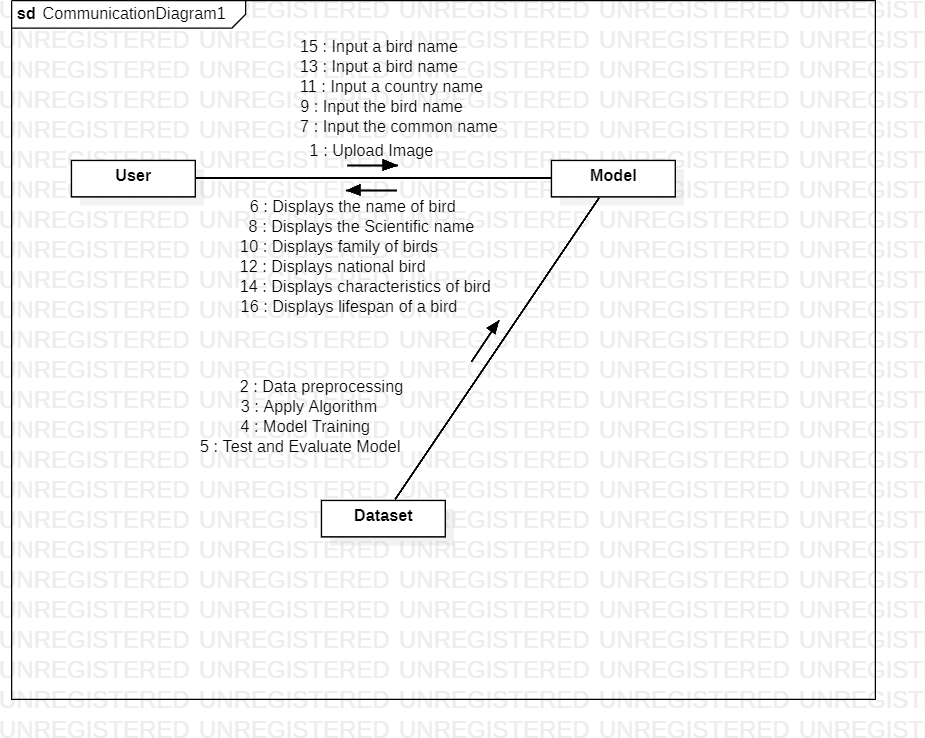 sd CommunicationDiagram1
15 : Input a bird name
13 : Input a bird name
11 : Input a country name
9 : Input the bird name
7 : Input the common name
1 : Upload Image
User
Model
6 : Displays the name of bird
8 : Displays the Scientific name
10 : Displays family of birds
12 : Displays national bird
14 : Displays characteristics of bird
16 : Displays lifespan of a bird
2 : Data preprocessing
3 : Apply Algorithm
4 : Model Training
5 : Test and Evaluate Model
Dataset
UNREGISTERED